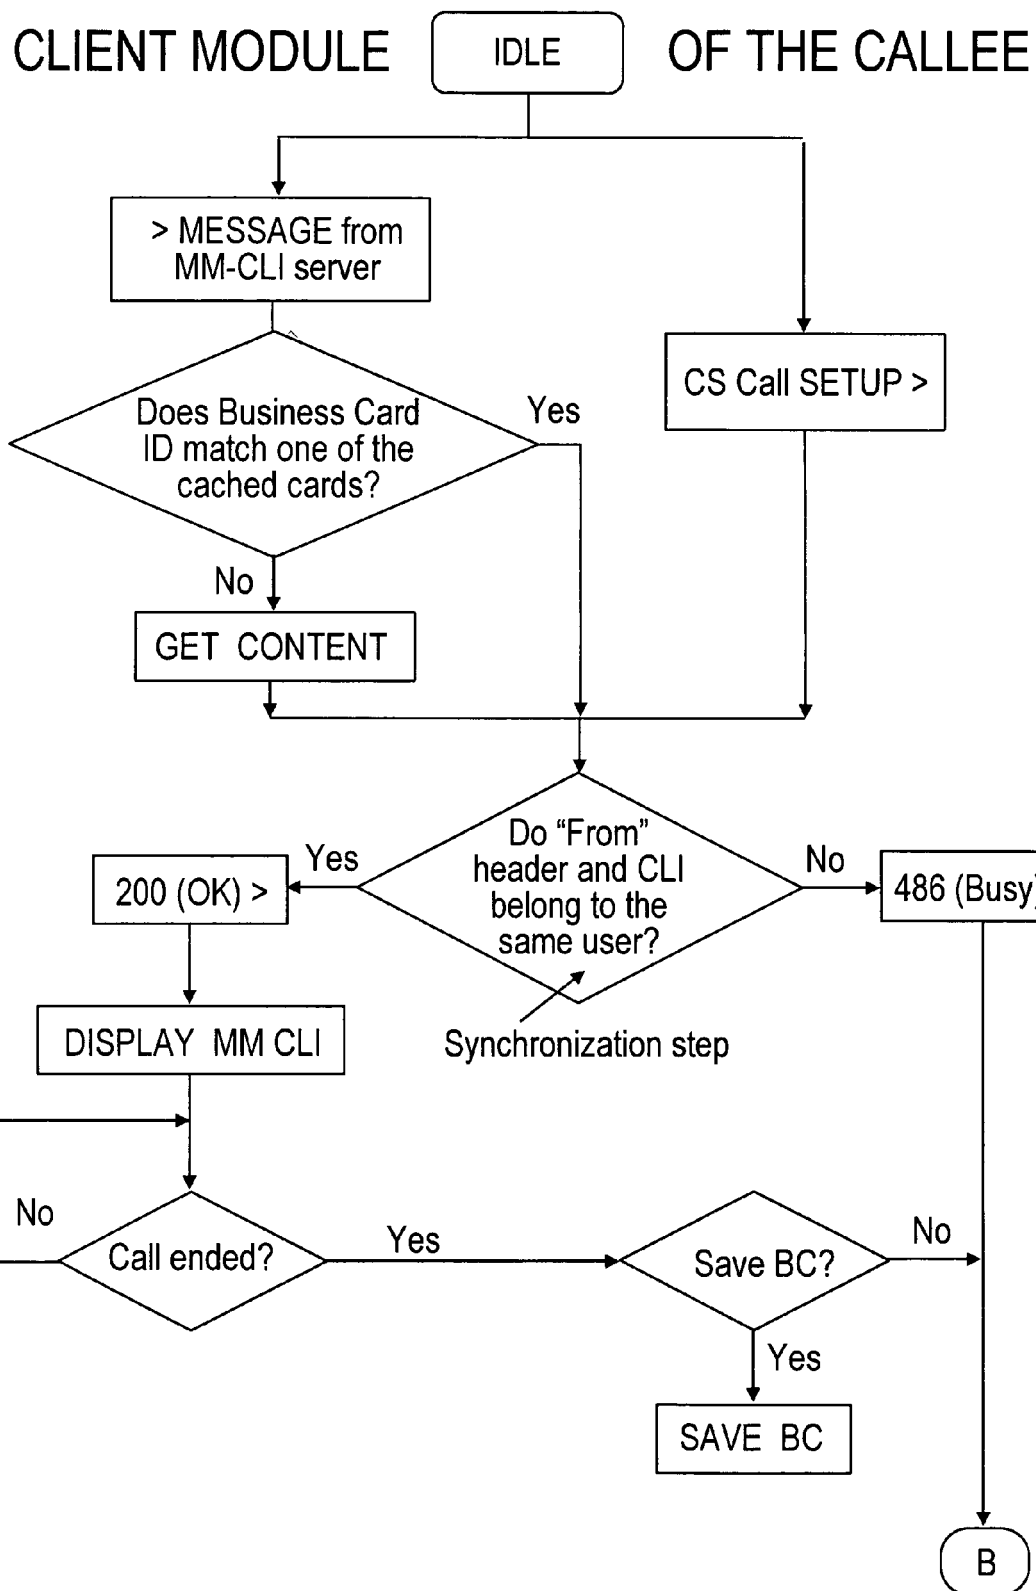 CLIENT MODULE
IDLE
OF THE CALLEE
> MESSAGE from
MM-CLI server
CS Call SETUP >
Does Business Card
ID match one of the
cached cards?
Yes
No
GET CONTENT
Do “From”
header and CLI
belong to the
same user?
Yes
No
200 (OK) >
486 (Busy)
Synchronization step
DISPLAY MM CLI
No
Call ended?
Yes
Save BC?
No
Yes
SAVE BC
B